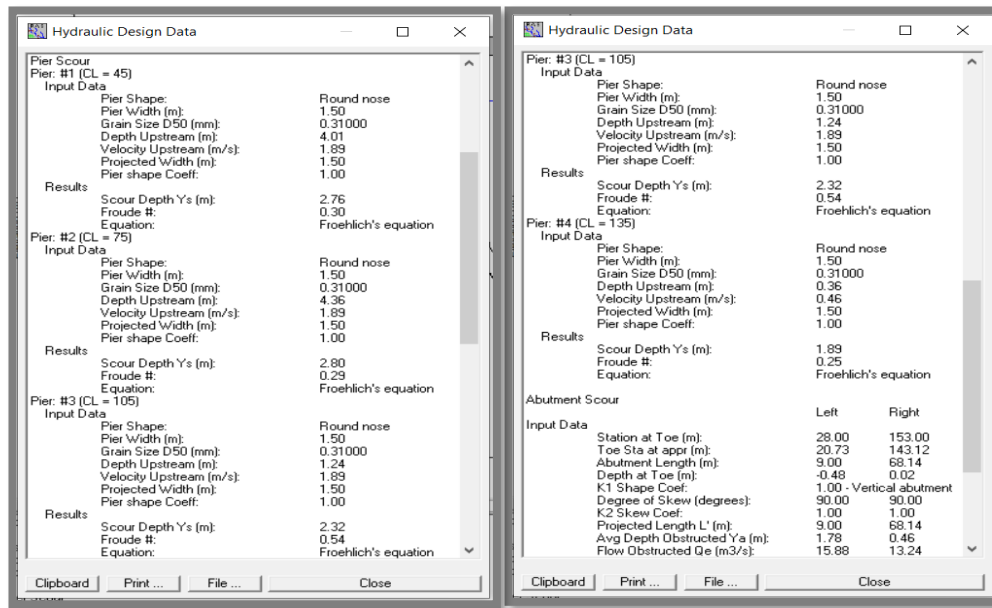 Hydraulic Design Data
Pier Scour
Pier: #1 (CL = 45)
Input Data
Pier Shape: Round nose
Pier Width (m): 1.50
Grain Size D50 (mm): 0.31000
Depth Upstream (m): 4.01
Velocity Upstream (m/s): 1.89
Projected Width (m): 1.50
Pier shape Coeff: 1.00
Results
Scour Depth Ys (m): 2.76
Froude #: 0.30
Equation: Froehlich's equation
Pier: #2 (CL = 75)
Input Data
Pier Shape: Round nose
Pier Width (m): 1.50
Grain Size D50 (mm): 0.31000
Depth Upstream (m): 4.36
Velocity Upstream (m/s): 1.89
Projected Width (m): 1.50
Pier shape Coeff: 1.00
Results
Scour Depth Ys (m): 2.80
Froude #: 0.29
Equation: Froehlich's equation
Pier: #3 (CL = 105)
Input Data
Pier Shape: Round nose
Pier Width (m): 1.50
Grain Size D50 (mm): 0.31000
Depth Upstream (m): 1.24
Velocity Upstream (m/s): 1.89
Projected Width (m): 1.50
Pier shape Coeff: 1.00
Results
Scour Depth Ys (m): 2.32
Froude #: 0.54
Equation: Froehlich's equation
Clipboard Print ... File ... Close
Hydraulic Design Data
Pier: #3 (CL = 105)
Input Data
Pier Shape: Round nose
Pier Width (m): 1.50
Grain Size D50 (mm): 0.31000
Depth Upstream (m): 1.24
Velocity Upstream (m/s): 1.89
Projected Width (m): 1.50
Pier shape Coeff: 1.00
Results
Scour Depth Ys (m): 2.32
Froude #: 0.54
Equation: Froehlich's equation
Pier: #4 (CL = 135)
Input Data
Pier Shape: Round nose
Pier Width (m): 1.50
Grain Size D50 (mm): 0.31000
Depth Upstream (m): 0.36
Velocity Upstream (m/s): 0.46
Projected Width (m): 1.50
Pier shape Coeff: 1.00
Results
Scour Depth Ys (m): 1.89
Froude #: 0.25
Equation: Froehlich's equation
Abutment Scour
Left Right
Input Data
Station at Toe (m): 28.00 153.00
Toe Sta at appr (m): 20.73 143.12
Abutment Length (m): 9.00 68.14
Depth at Toe (m): -0.48 0.02
K1 Shape Coef: 1.00 - Vertical abutment
Degree of Skew (degrees): 90.00 90.00
K2 Skew Coef: 1.00 1.00
Projected Length L' (m): 9.00 68.14
Avg Depth Obstructed Ya (m): 1.78 0.46
Flow Obstructed Qe (m3/s): 15.88 13.24
Clipboard Print ... File ... Close